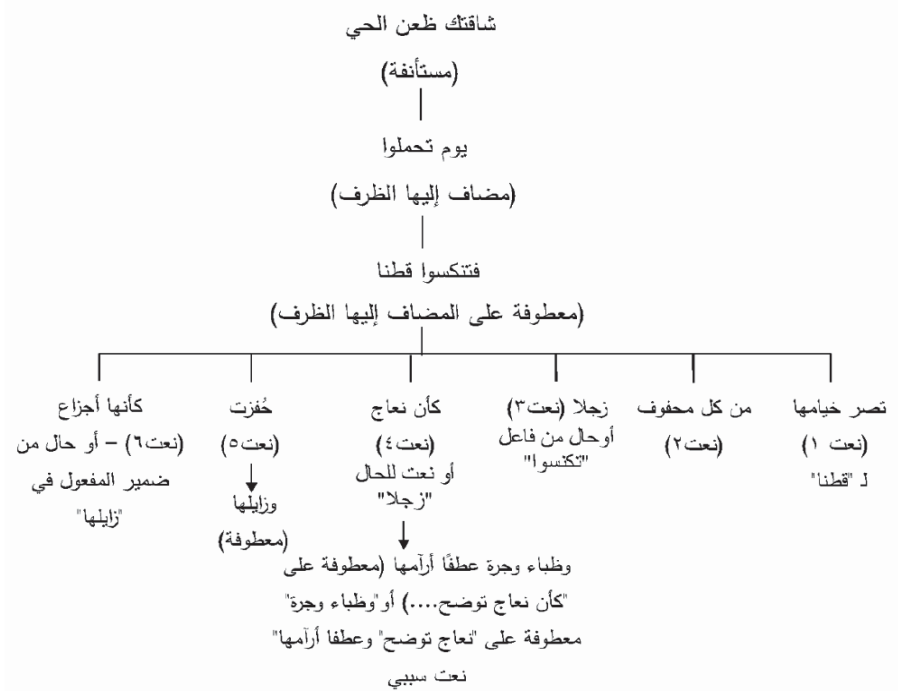 شاقتك ظعن الحي
(مستأنفة)
يوم تحملوا
(مضاف إليها الظرف)
فتنكسوا قطنا
(معطوفة على المضاف إليها الظرف)
تصر خيامها
(نعت ١)
لـ "قطنا"
من كل محفوف
(نعت٢)
زجلا (نعت٣)
أوحال من فاعل
"تكنسوا"
كأن نعاج
(نعت٤)
أو نعت للحال
"زجلا"
وظباء وجرة عطفًا أرآمها (معطوفة على
"كأن نعاج توضح....) أو"وظباء وجرة"
معطوفة على "نعاج توضح" وعطفا أرآمها"
نعت سببي
حُفزت
(نعت٥)
وزايلها
(معطوفة)
كأنها أجزاع
(نعت٦) – أو حال من
ضمير المفعول في
"زايلها"